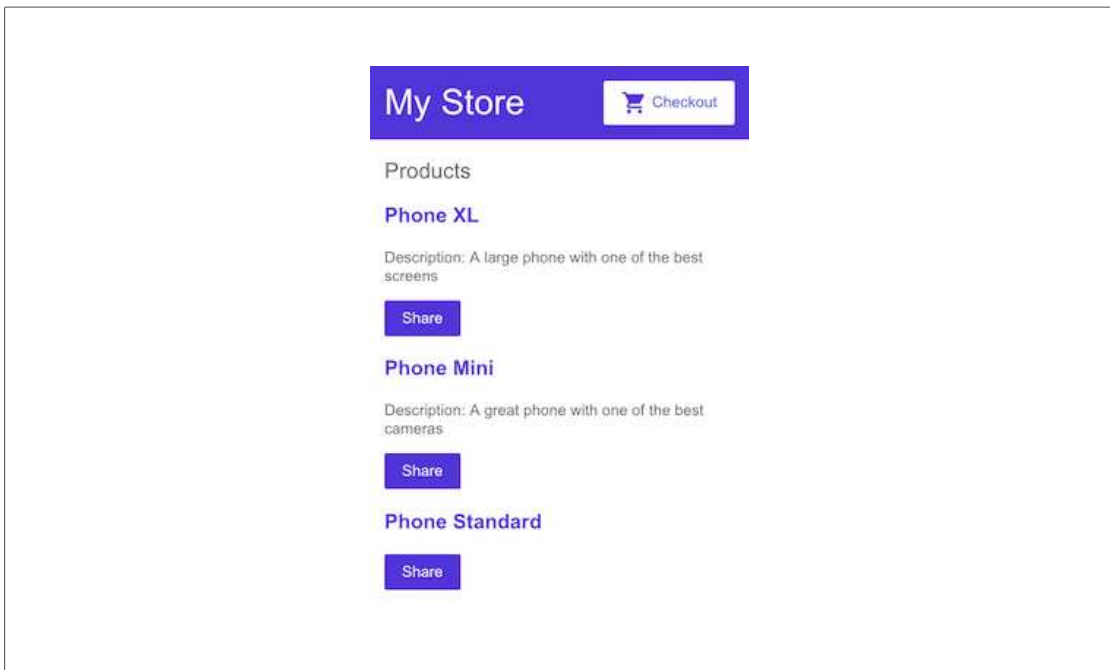 My Store
Checkout
Products
Phone XL
Description: A large phone with one of the best
screens
Share
Phone Mini
Description: A great phone with one of the best
cameras
Share
Phone Standard
Share